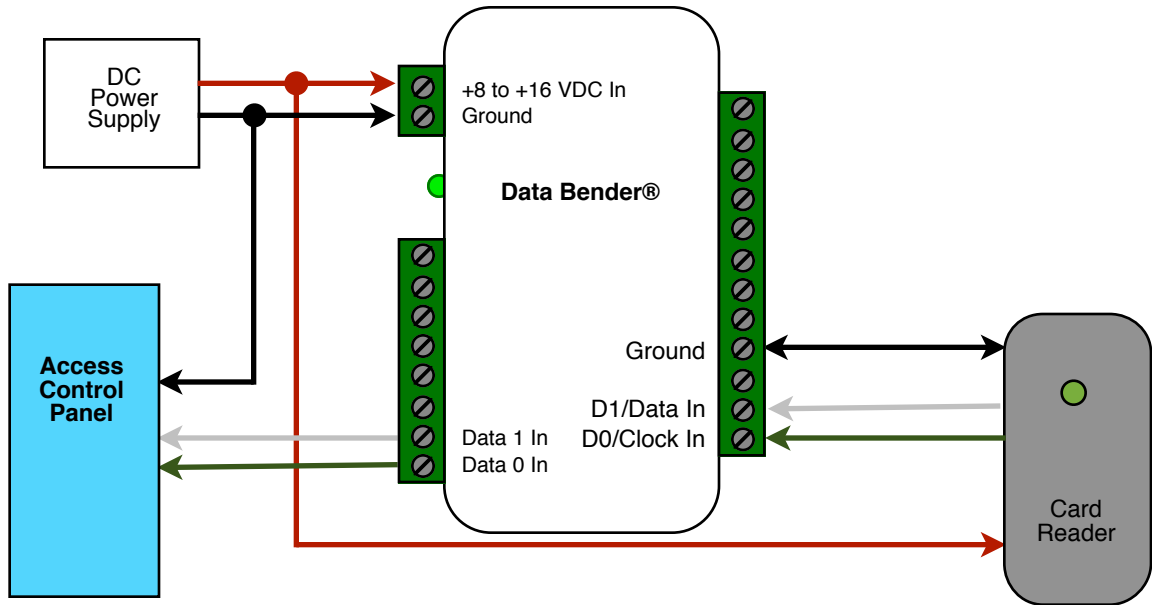 DC
Power
Supply
+8 to +16 VDC In
Ground
Data Bender®
Access
Control
Panel
Ground
D1/Data In
D0/Clock In
Data 1 In
Data 0 In
Card
Reader